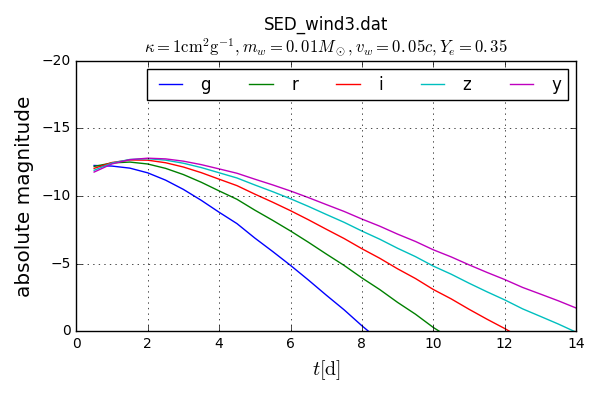 SED_wind3.dat
κ = 1cm²g⁻¹, m_w = 0.01M_⊙, v_w = 0.05c, Y_e = 0.35
g r i z y
absolute magnitude
−20
−15
−10
−5
0
0 2 4 6 8 10 12 14
t[d]